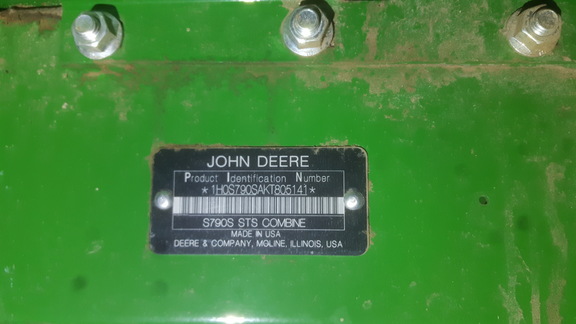 JOHN DEERE
Product Identification Number
*1H0S790SAKT805141*
S790S STS COMBINE
MADE IN USA
DEERE & COMPANY, MOLINE, ILLINOIS, USA